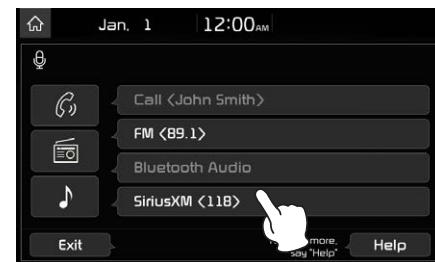 Jan. 1 12:00AM
Call <John Smith>
FM <89.1>
Bluetooth Audio
SiriusXM <118>
Exit
more,
say "Help"
Help